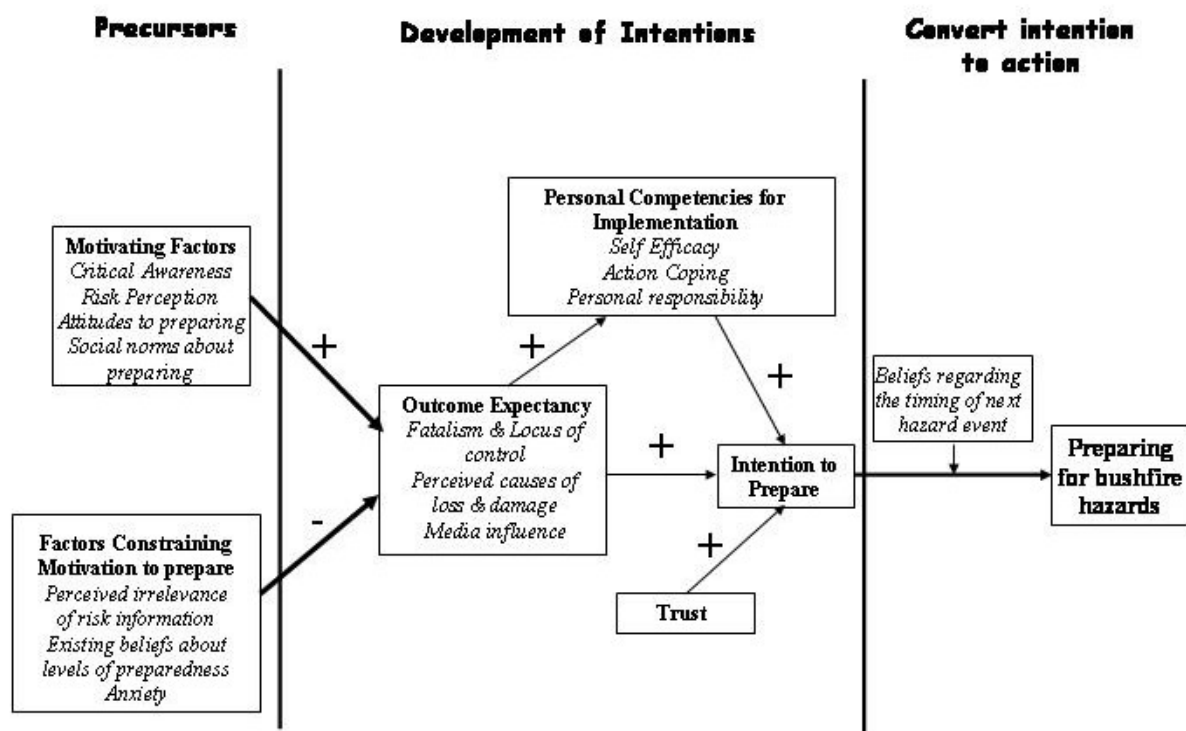 Precursors
Development of Intentions
Convert intention
to action
Personal Competencies for
Implementation
Self Efficacy
Action Coping
Personal responsibility
Motivating Factors
Critical Awareness
Risk Perception
Attitudes to preparing
Social norms about
preparing
+
+
+
Outcome Expectancy
Fatalism & Locus of
control
Perceived causes of
loss & damage
Media influence
+
Intention to
Prepare
Beliefs regarding
the timing of next
hazard event
Preparing
for bushfire
hazards
-
Factors Constraining
Motivation to prepare
Perceived irrelevance
of risk information
Existing beliefs about
levels of preparedness
Anxiety
+
Trust